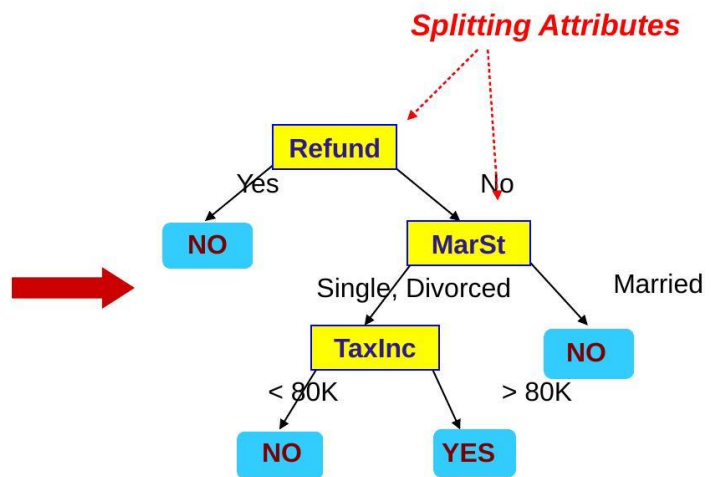 Splitting Attributes
Refund
Yes
No
NO
MarSt
Single, Divorced
Married
TaxInc
NO
< 80K
> 80K
NO
YES